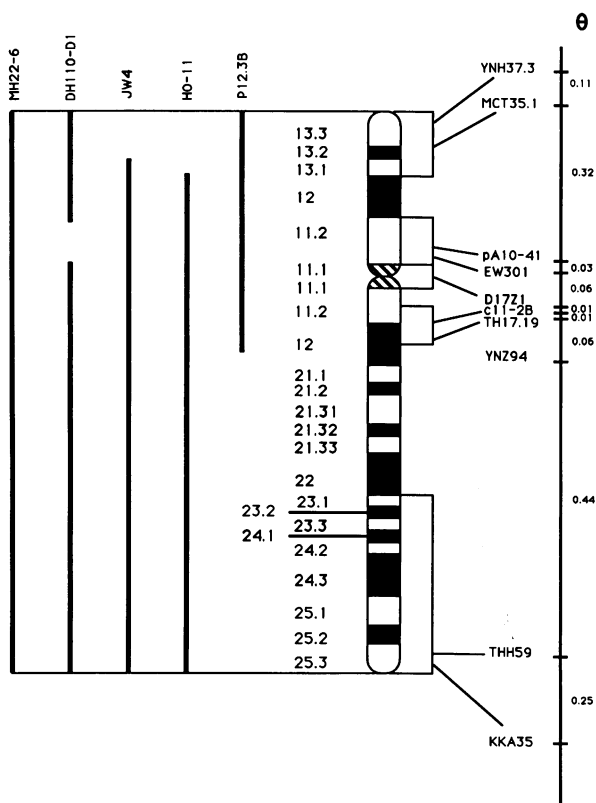 MH22-6
DH110-D1
JW4
HO-11
P12.3B
θ
YNH37.3
0.11
MCT35.1
13.3
13.2
13.1
0.32
12
11.2
pA10-41
EW301
11.1
0.03
11.1
0.06
D17Z1
11.2
c11-2B
0.01
TH17.19
0.01
12
0.06
YNZ94
21.1
21.2
21.31
21.32
21.33
22
23.1
0.44
23.2
23.3
24.1
24.2
24.3
25.1
25.2
THH59
25.3
0.25
KKA35